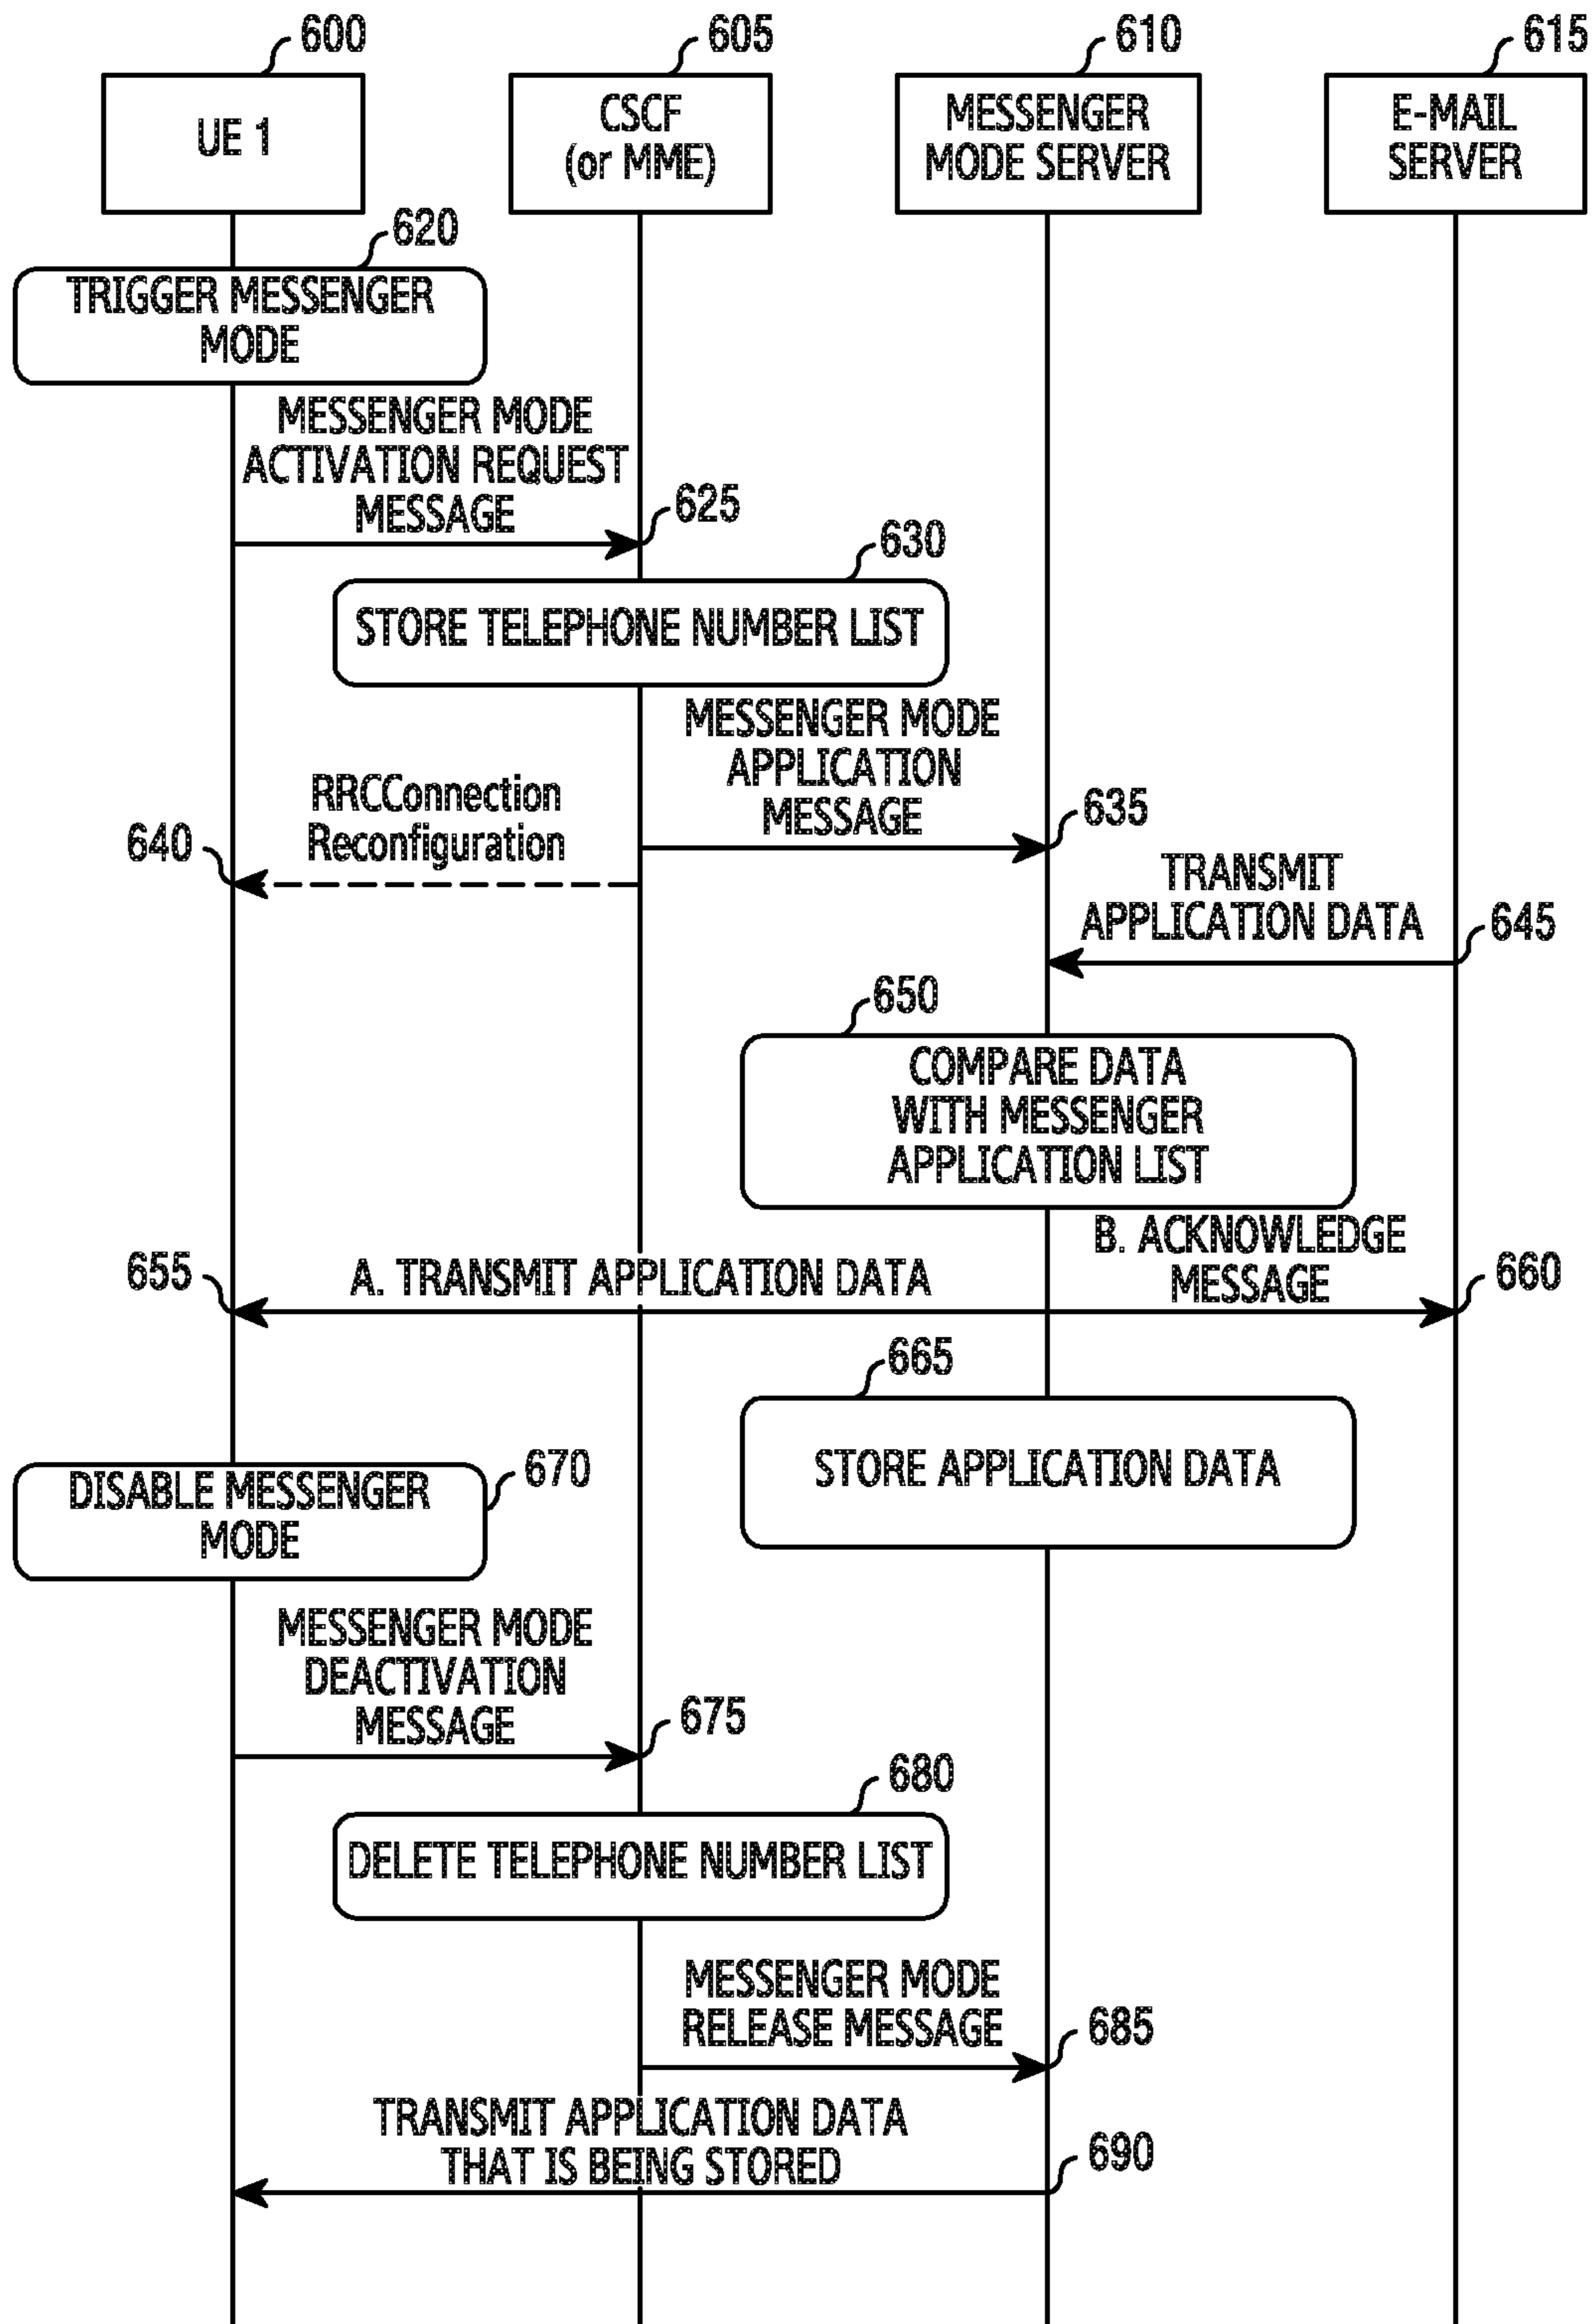 600
605
610
615
UE 1
CSCF
(or MME)
MESSENGER
MODE SERVER
E-MAIL
SERVER
620
TRIGGER MESSENGER
MODE
MESSENGER MODE
ACTIVATION REQUEST
MESSAGE
625
630
STORE TELEPHONE NUMBER LIST
MESSENGER MODE
APPLICATION
MESSAGE
635
RRCConnection
Reconfiguration
640
TRANSMIT
APPLICATION DATA
645
650
COMPARE DATA
WITH MESSENGER
APPLICATION LIST
655
A. TRANSMIT APPLICATION DATA
B. ACKNOWLEDGE
MESSAGE
660
665
STORE APPLICATION DATA
DISABLE MESSENGER
MODE
670
MESSENGER MODE
DEACTIVATION
MESSAGE
675
680
DELETE TELEPHONE NUMBER LIST
MESSENGER MODE
RELEASE MESSAGE
685
TRANSMIT APPLICATION DATA
THAT IS BEING STORED
690